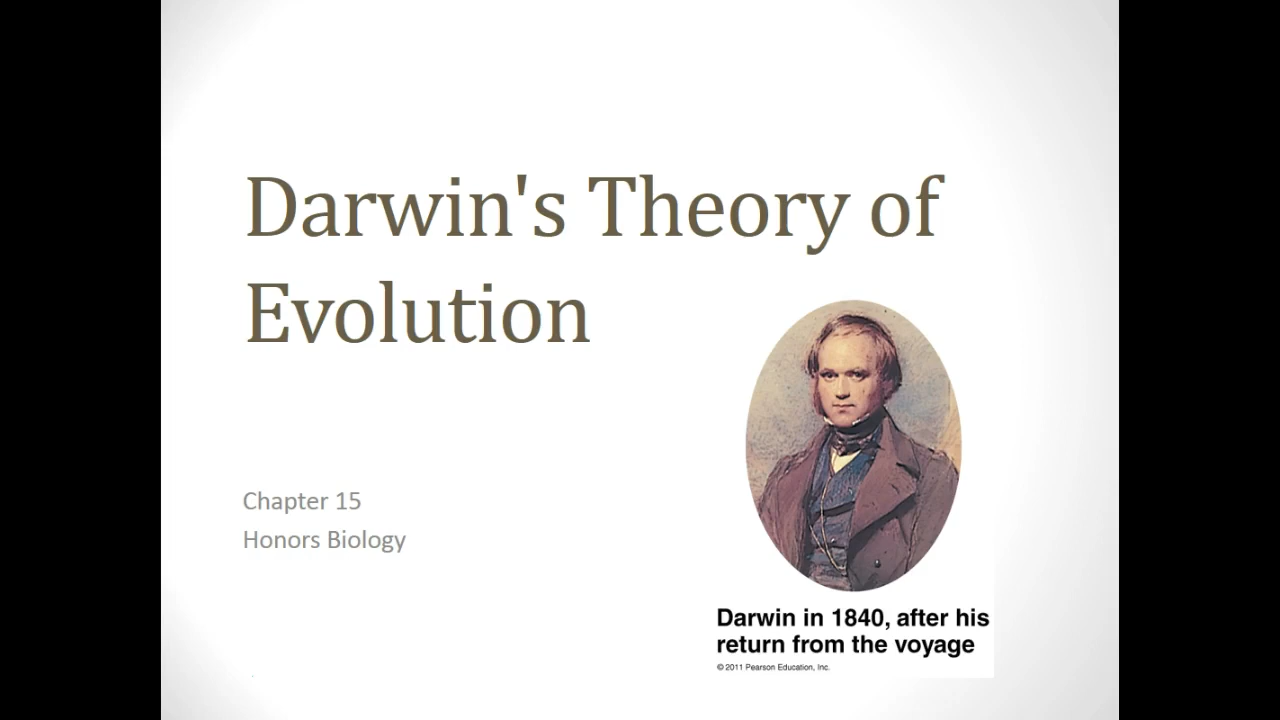 Darwin's Theory of
Evolution
Chapter 15
Honors Biology
Darwin in 1840, after his
return from the voyage
© 2011 Pearson Education, Inc.